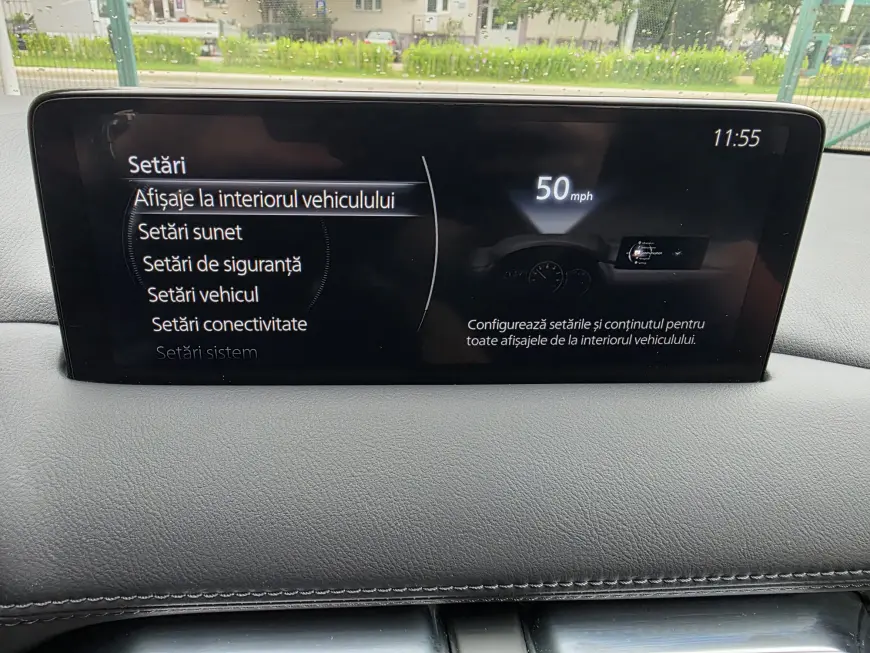 11:55
Setări
Afișaje la interiorul vehiculului
Setări sunet
Setări de siguranță
Setări vehicul
Setări conectivitate
Setări sistem
50 mph
Configurează setările și conținutul pentru
toate afișajele de la interiorul vehiculului.